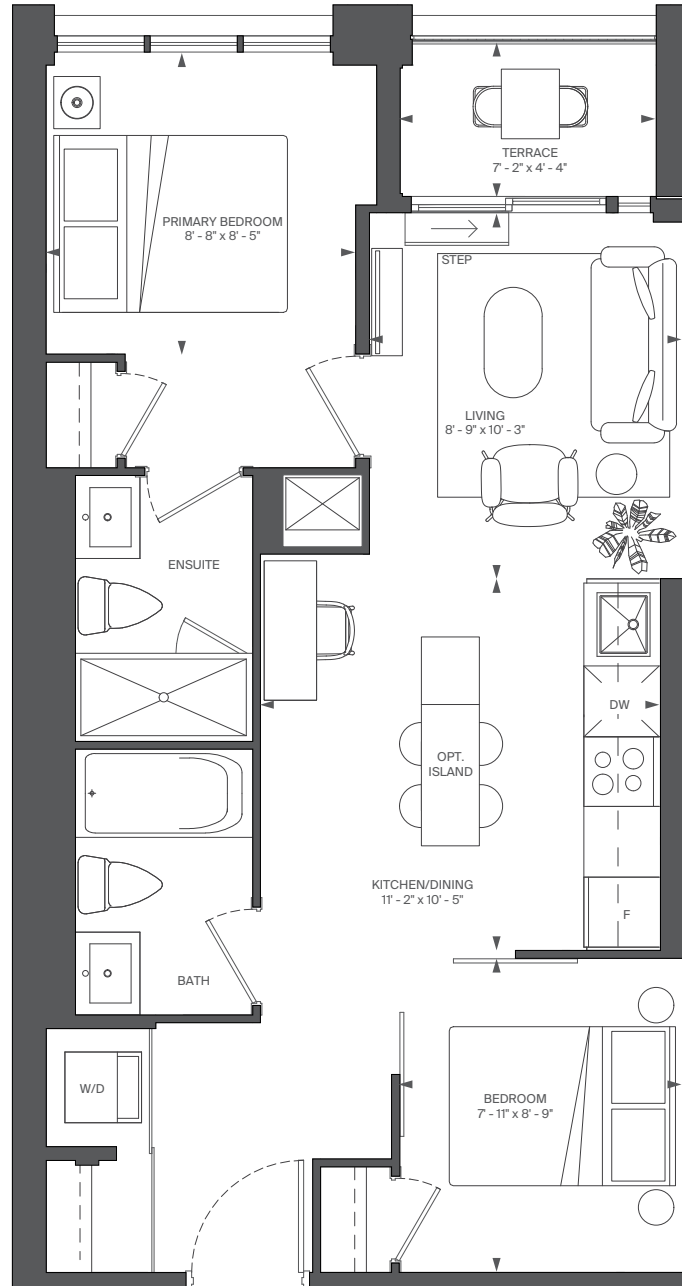 TERRACE
7' - 2" x 4' - 4"
PRIMARY BEDROOM
8' - 8" x 8' - 5"
STEP
LIVING
8' - 9" x 10' - 3"
ENSUITE
DW
OPT.
ISLAND
KITCHEN/DINING
11' - 2" x 10' - 5"
F
BATH
W/D
BEDROOM
7' - 11" x 8' - 9"